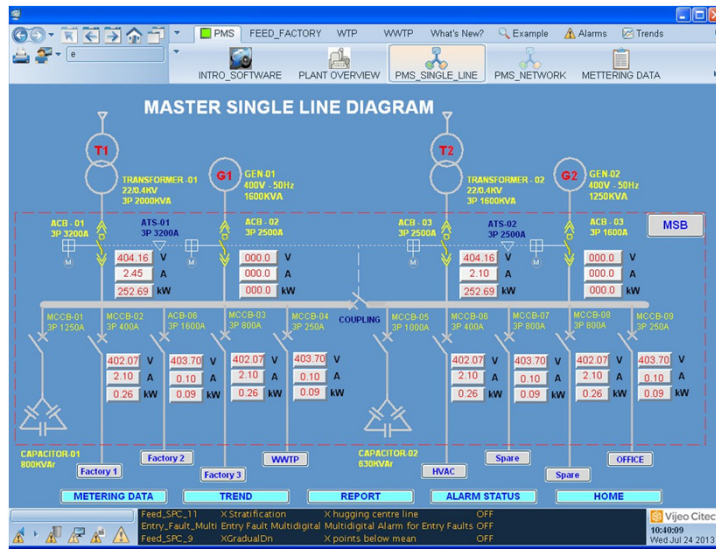 PMS FEED_FACTORY WTP WWTP What's New? Example Alarms Trends
e
INTRO_SOFTWARE PLANT OVERVIEW PMS_SINGLE_LINE PMS_NETWORK METTERING DATA
MASTER SINGLE LINE DIAGRAM
T1
TRANSFORMER -01
22/0.4KV
3P 2000KVA
G1
GEN-01
400V - 50Hz
1600KVA
T2
TRANSFORMER - 02
22/0.4KV
3P 1600KVA
G2
GEN-02
400V - 50Hz
1250KVA
ACB - 01
3P 3200A
ATS-01
3P 3200A
ACB - 02
3P 2500A
ACB - 03
3P 2500A
ATS-02
3P 2500A
ACB - 03
3P 1600A
MSB
M
M
M
M
404.16 V
2.45 A
252.69 kW
000.0 V
000.0 A
000.0 kW
404.16 V
2.10 A
252.69 kW
000.0 V
000.0 A
000.0 kW
COUPLING
MCCB-01
3P 1250A
MCCB-02
3P 400A
ACB-06
3P 1600A
MCCB-03
3P 800A
MCCB-04
3P 250A
MCCB-05
3P 1000A
MCCB-06
3P 400A
MCCB-07
3P 800A
MCCB-08
3P 800A
MCCB-09
3P 250A
402.07 V 403.70 V 402.07 V 403.70 V 402.07 V 403.70 V 402.07 V 403.70 V
2.10 A 0.10 A 2.10 A 0.10 A 2.10 A 0.10 A 2.10 A 0.10 A
0.26 kW 0.09 kW 0.26 kW 0.09 kW 0.26 kW 0.09 kW 0.26 kW 0.09 kW
CAPACITOR-01
800KVAr
Factory 1
Factory 2
Factory 3
WWTP
CAPACITOR-02
630KVAr
HVAC
Spare
Spare
OFFICE
METERING DATA TREND REPORT ALARM STATUS HOME
Feed_SPC_11 XStratification X hugging centre line OFF
Entry_Fault_Multi Entry Fault Multidigital Multidigital Alarm for Entry Faults OFF
Feed_SPC_9 XGradualDn X points below mean OFF
Vijeo Citec
10:40:09
Wed Jul 24 2013